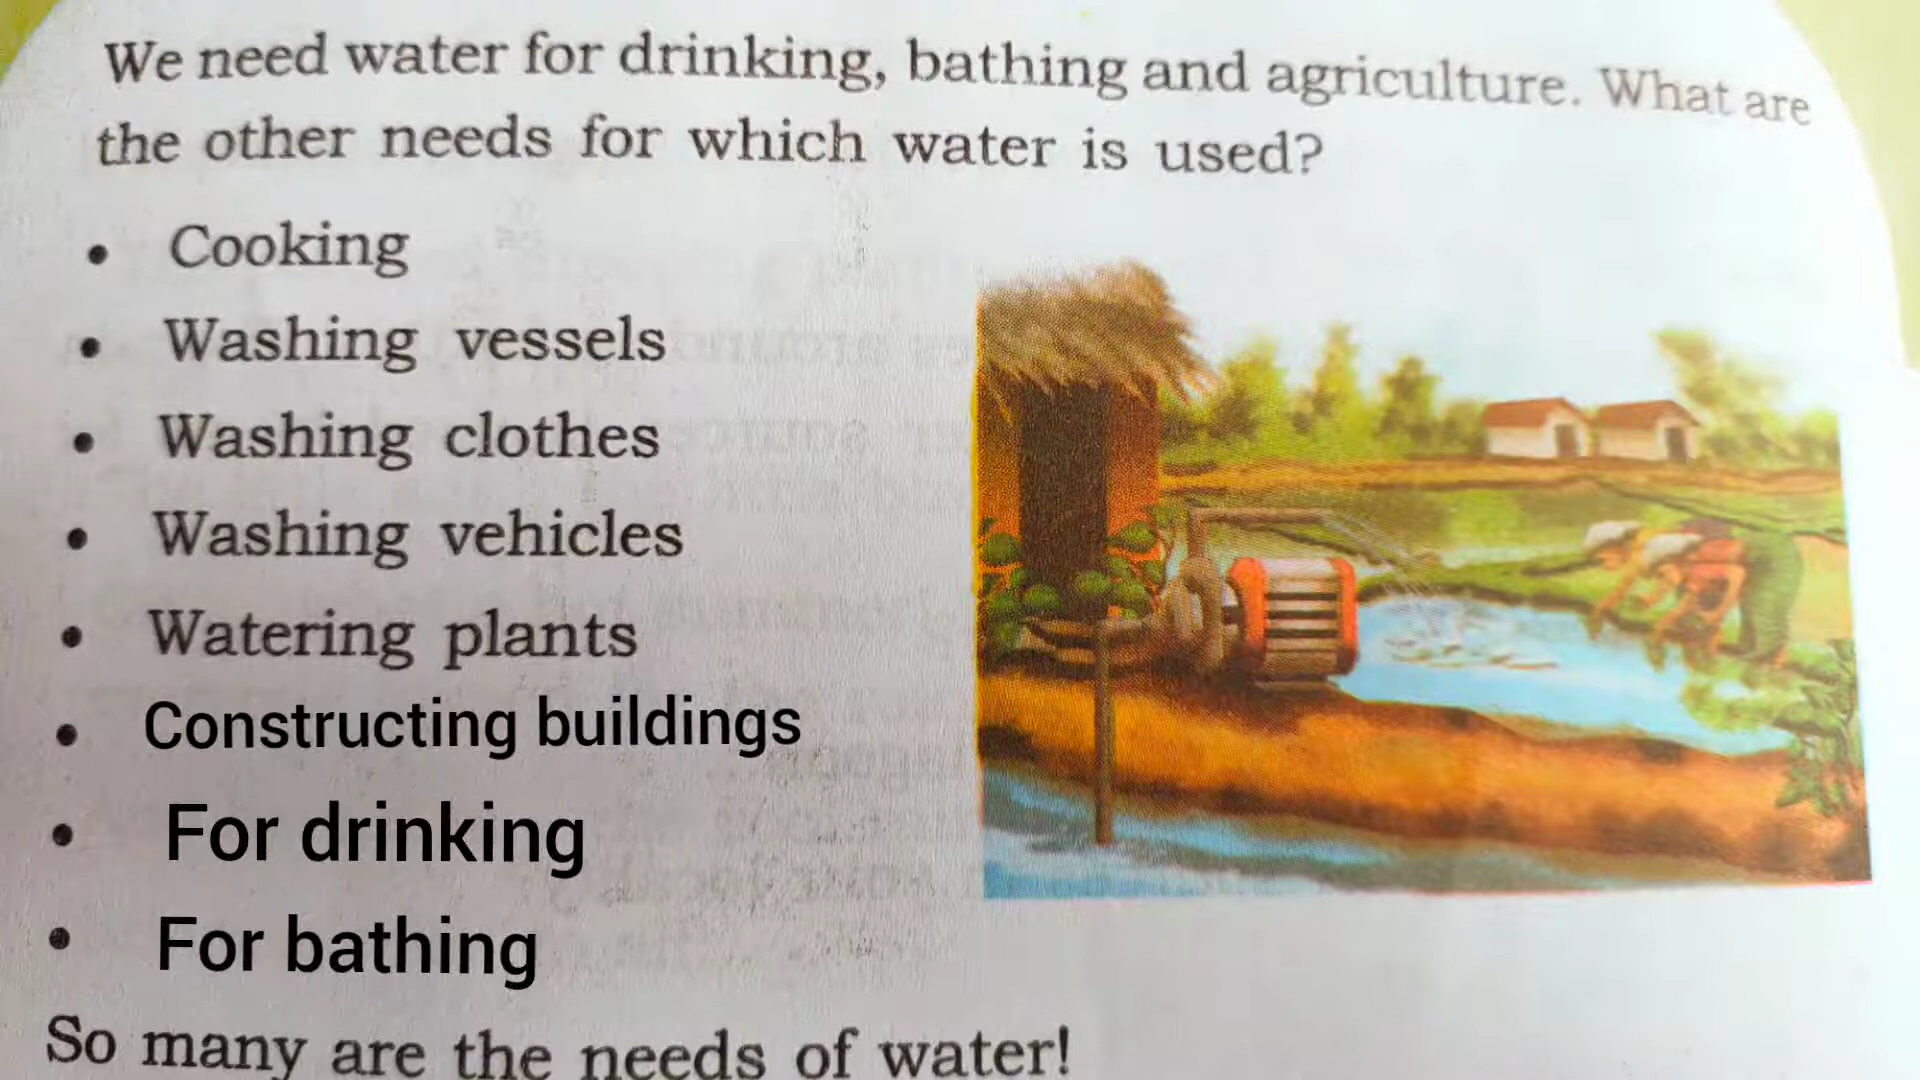 We need water for drinking, bathing and agriculture. What are
the other needs for which water is used?
• Cooking
• Washing vessels
• Washing clothes
• Washing vehicles
• Watering plants
• Constructing buildings
• For drinking
• For bathing
So many are the needs of water!